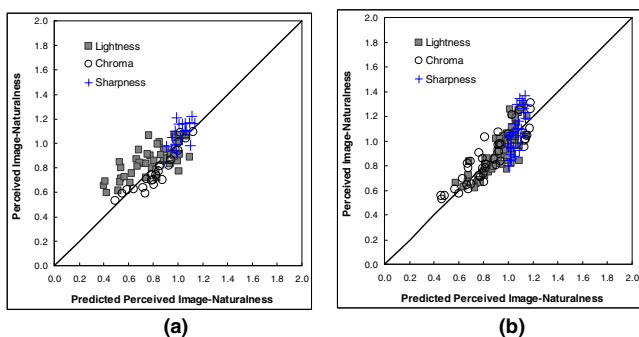 2.0
1.8
1.6
1.4
1.2
1.0
0.8
0.6
0.4
0.2
0.0
Perceived Image-Naturalness
Lightness
Chroma
Sharpness
0.0 0.2 0.4 0.6 0.8 1.0 1.2 1.4 1.6 1.8 2.0
Predicted Perceived Image-Naturalness
(a)
2.0
1.8
1.6
1.4
1.2
1.0
0.8
0.6
0.4
0.2
0.0
Perceived Image-Naturalness
Lightness
Chroma
Sharpness
0.0 0.2 0.4 0.6 0.8 1.0 1.2 1.4 1.6 1.8 2.0
Predicted Perceived Image-Naturalness
(b)